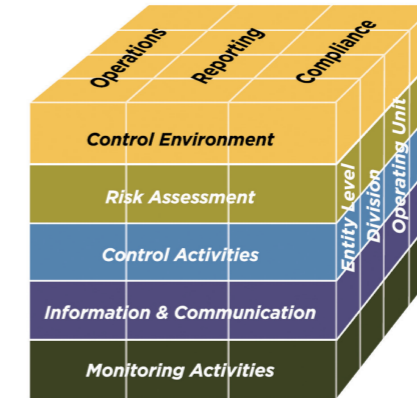 Operations
Reporting
Compliance
Control Environment
Risk Assessment
Control Activities
Information & Communication
Monitoring Activities
Entity Level
Division
Operating Unit